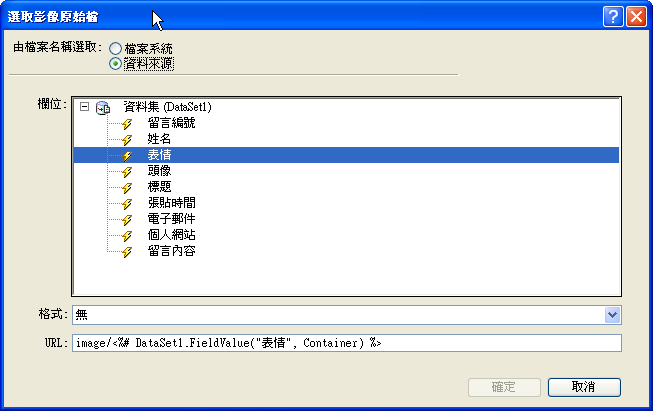 選取影像原始檔
由檔案名稱選取: 檔案系統
資料來源
欄位: 資料集 (DataSet1)
留言編號
姓名
表情
頭像
標題
張貼時間
電子郵件
個人網站
留言內容
格式: 無
URL: image/<%# DataSet1.FieldValue("表情", Container) %>
確定 取消